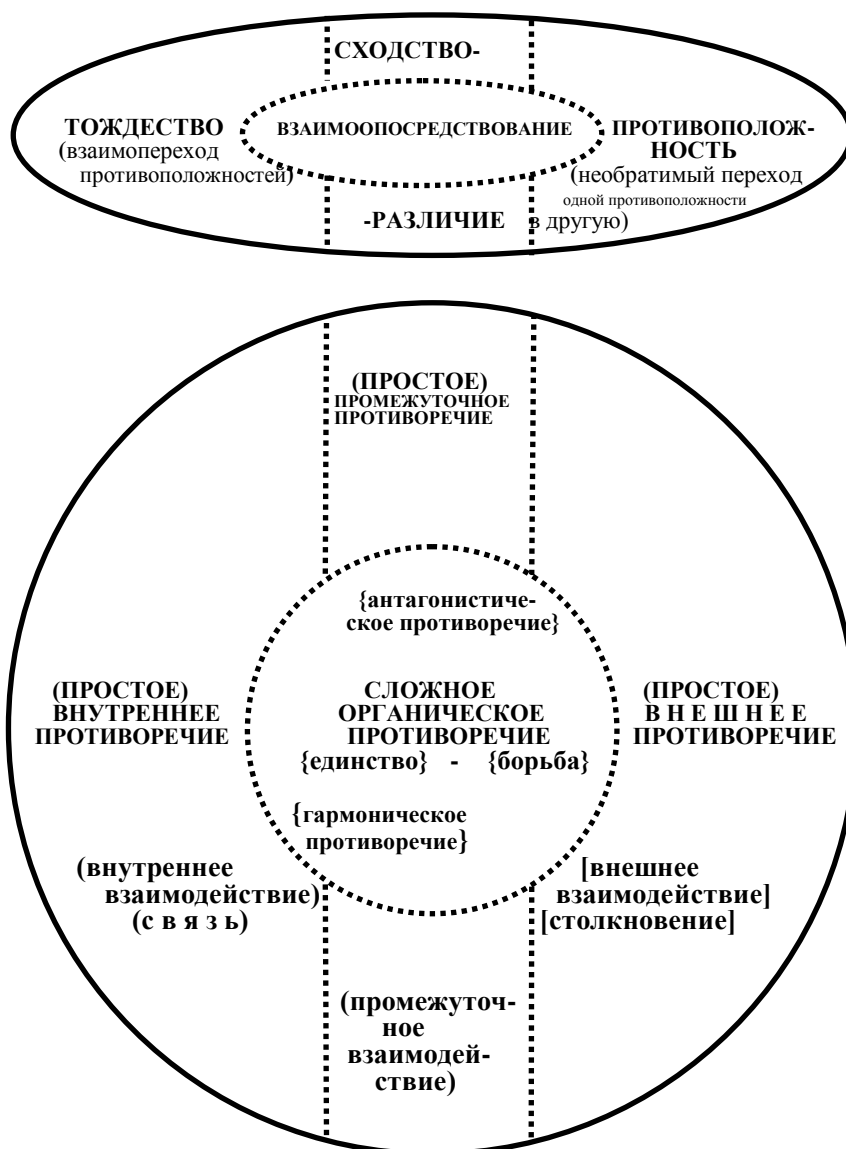 СХОДСТВО-
ТОЖДЕСТВО
(взаимопереход
противоположностей)
ВЗАИМООПОСРЕДСТВОВАНИЕ
ПРОТИВОПОЛОЖ-
НОСТЬ
(необратимый переход
одной противоположности
в другую)
-РАЗЛИЧИЕ
(ПРОСТОЕ)
ПРОМЕЖУТОЧНОЕ
ПРОТИВОРЕЧИЕ
{антагонистиче-
ское противоречие}
(ПРОСТОЕ)
ВНУТРЕННЕЕ
ПРОТИВОРЕЧИЕ
СЛОЖНОЕ
ОРГАНИЧЕСКОЕ
ПРОТИВОРЕЧИЕ
{единство} - {борьба}
(ПРОСТОЕ)
В Н Е Ш Н Е Е
ПРОТИВОРЕЧИЕ
{гармоническое
противоречие}
(внутреннее
взаимодействие)
(с в я з ь)
[внешнее
взаимодействие]
[столкновение]
(промежуточ-
ное
взаимодей-
ствие)